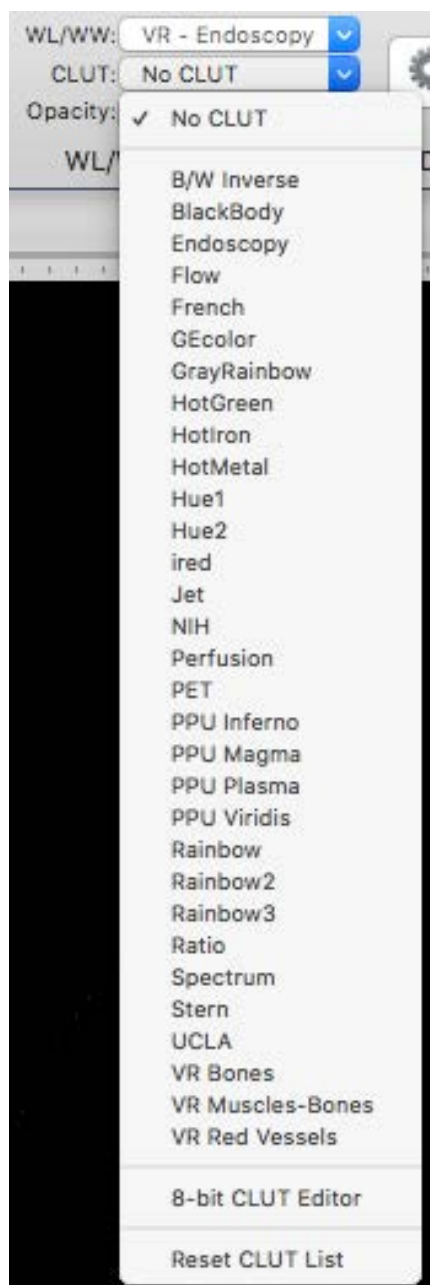 WL/WW: VR - Endoscopy
CLUT: No CLUT
Opacity:
✓ No CLUT
WL/
B/W Inverse
BlackBody
Endoscopy
Flow
French
GEcolor
GrayRainbow
HotGreen
HotIron
HotMetal
Hue1
Hue2
ired
Jet
NIH
Perfusion
PET
PPU Inferno
PPU Magma
PPU Plasma
PPU Viridis
Rainbow
Rainbow2
Rainbow3
Ratio
Spectrum
Stern
UCLA
VR Bones
VR Muscles-Bones
VR Red Vessels
8-bit CLUT Editor
Reset CLUT List